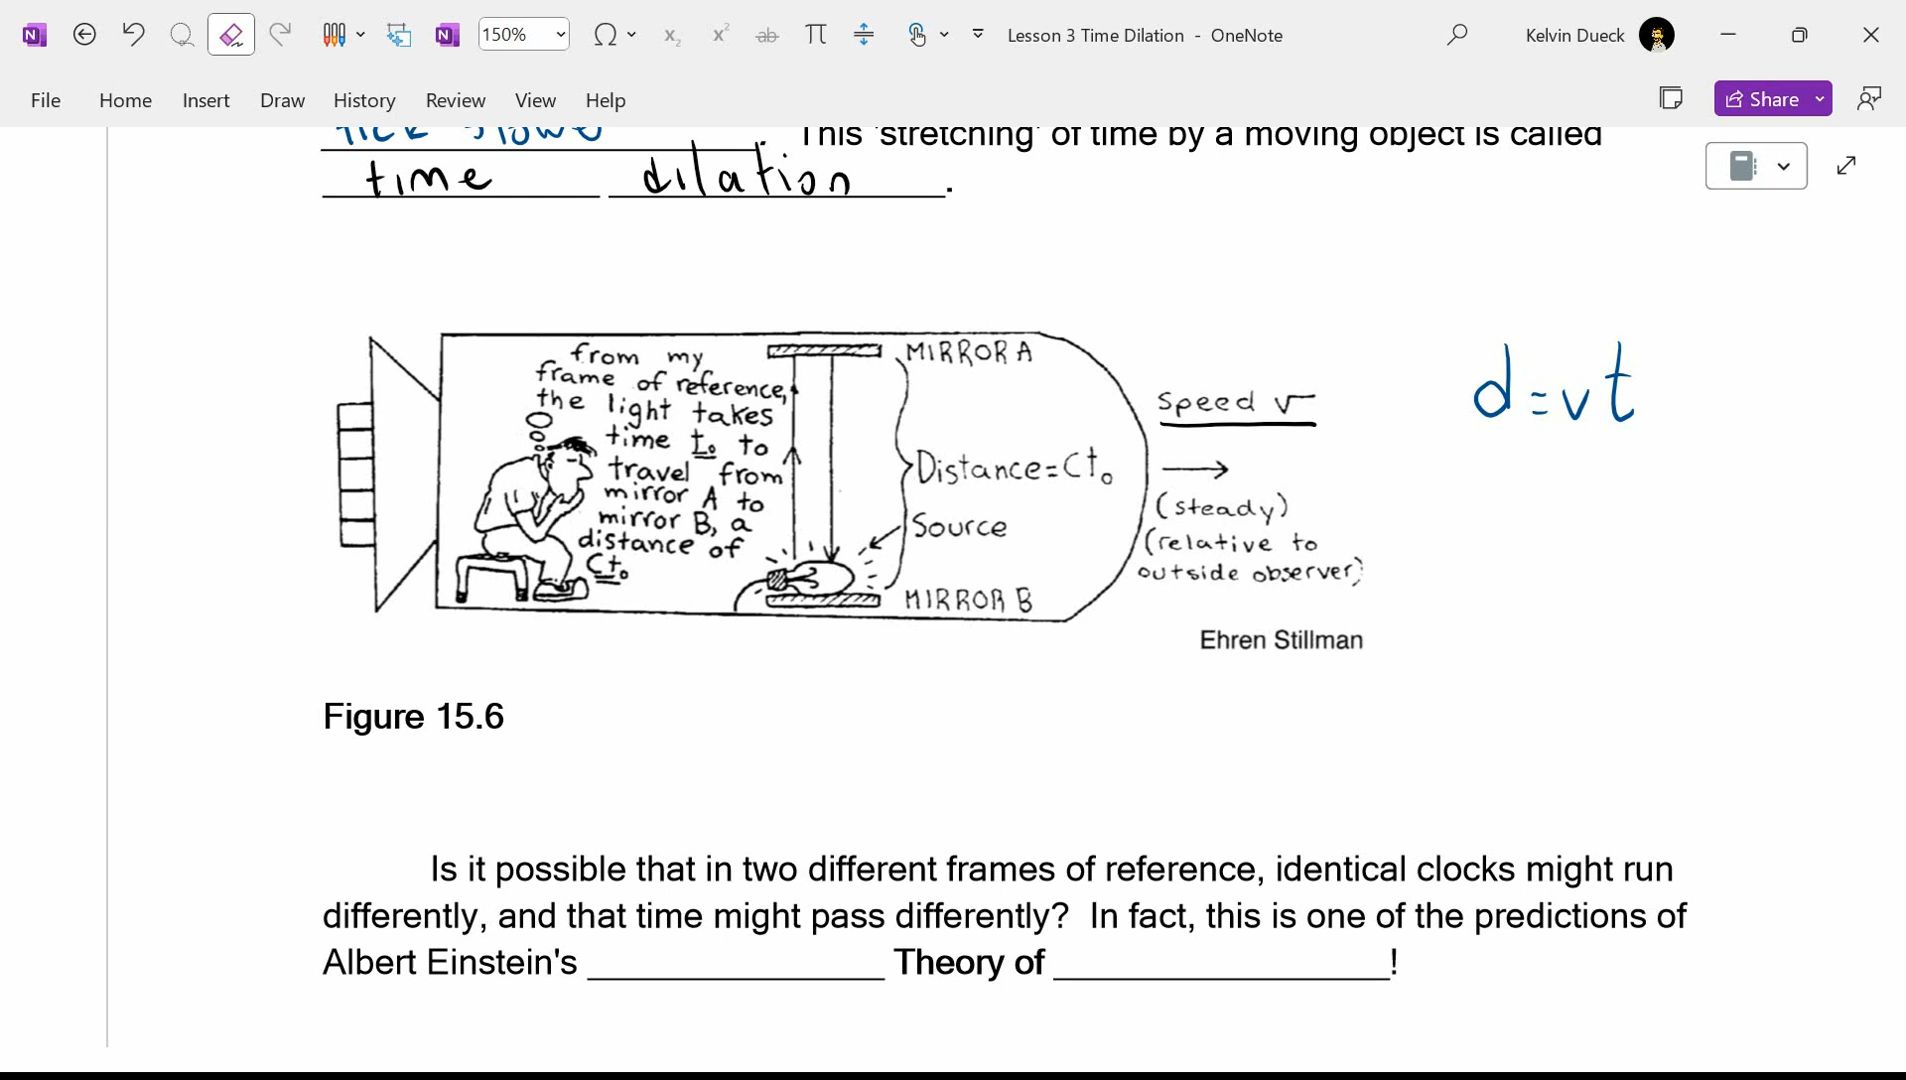 150%
Lesson 3 Time Dilation - OneNote
Kelvin Dueck
File Home Insert Draw History Review View Help
Share
This 'stretching' of time by a moving object is called
time dilation.
from my
frame of reference,
the light takes
time to to
travel from
mirror A to
mirror B, a
distance of
Cto
MIRROR A
Distance=Cto
Source
MIRROR B
Speed v
(steady)
(relative to
outside observer)
d=vt
Ehren Stillman
Figure 15.6
Is it possible that in two different frames of reference, identical clocks might run
differently, and that time might pass differently? In fact, this is one of the predictions of
Albert Einstein's ________________ Theory of __________________!